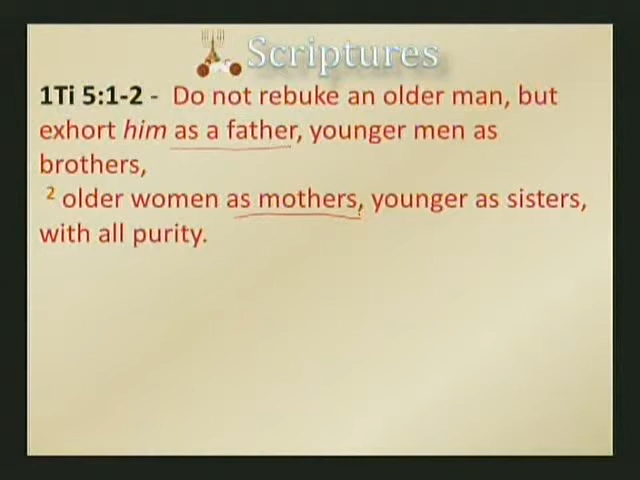 Scriptures
1Ti 5:1-2 - Do not rebuke an older man, but
exhort him as a father, younger men as
brothers,
2 older women as mothers, younger as sisters,
with all purity.